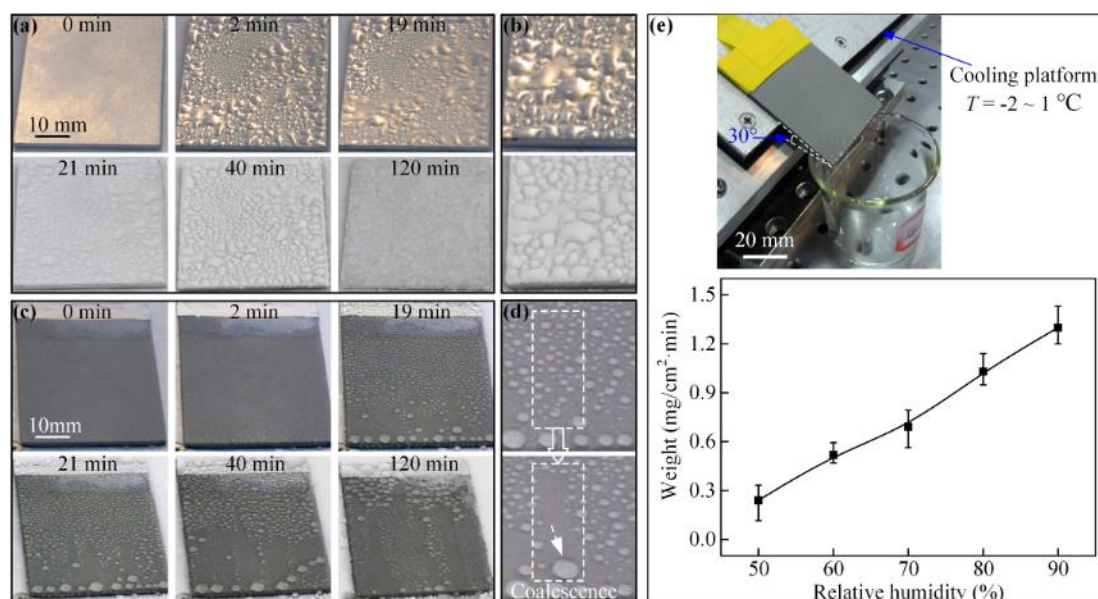 (a) 0 min 2 min 19 min
10 mm
21 min 40 min 120 min
(b)
(c) 0 min 2 min 19 min
10mm
21 min 40 min 120 min
(d)
Coalescence
(e)
Cooling platform
T = -2 ~ 1 °C
30°
20 mm
Weight (mg/cm²·min)
1.5
1.2
0.9
0.6
0.3
0.0
50 60 70 80 90
Relative humidity (%)